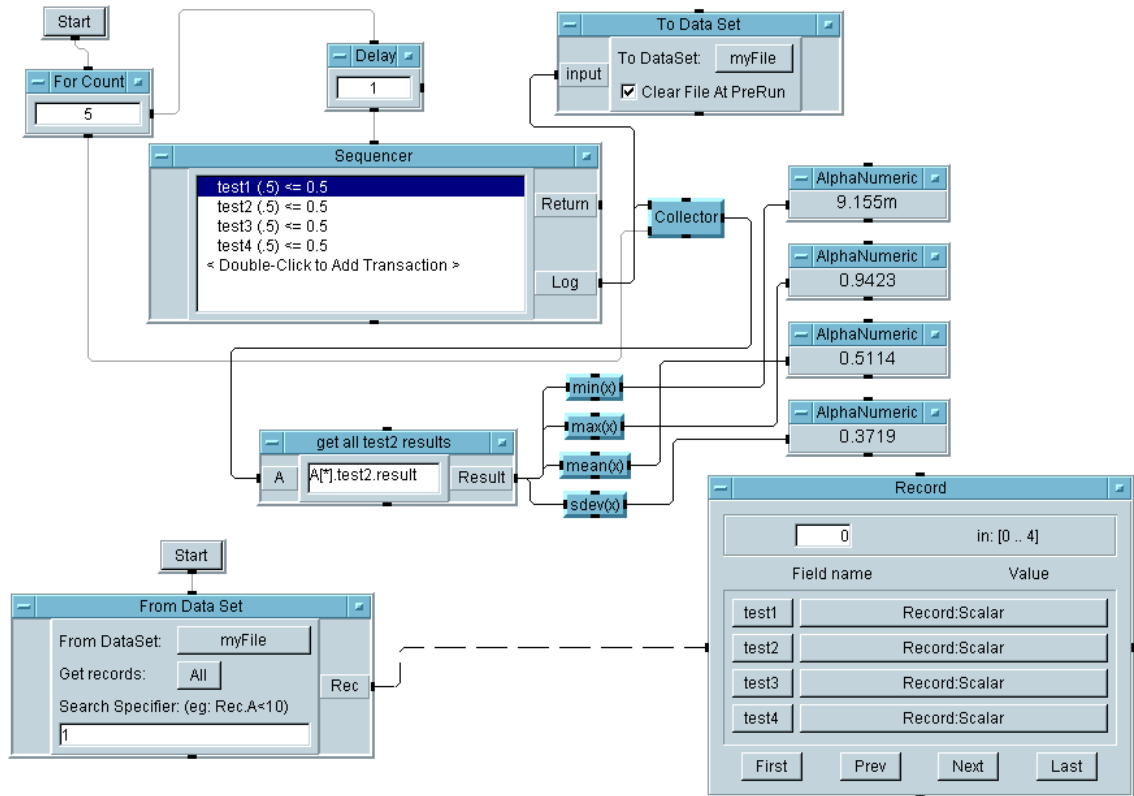 Start
For Count
5
Delay
1
To Data Set
input
To DataSet: myFile
Clear File At PreRun
Sequencer
test1 (.5) <= 0.5
test2 (.5) <= 0.5
test3 (.5) <= 0.5
test4 (.5) <= 0.5
< Double-Click to Add Transaction >
Return
Log
Collector
AlphaNumeric
9.155m
AlphaNumeric
0.9423
AlphaNumeric
0.5114
AlphaNumeric
0.3719
min(x)
max(x)
mean(x)
sdev(x)
get all test2 results
A
A[*].test2.result
Result
Start
From Data Set
From DataSet: myFile
Get records: All
Search Specifier: (eg: Rec.A<10)
1
Rec
Record
0 in: [0 .. 4]
Field name Value
test1 Record:Scalar
test2 Record:Scalar
test3 Record:Scalar
test4 Record:Scalar
First Prev Next Last